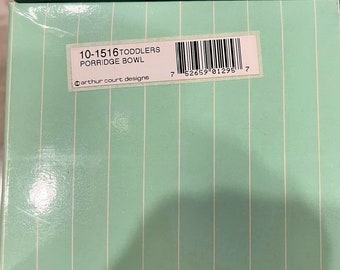 10-1516 TODDLERS
PORRIDGE BOWL
arthur court designs
7 52659 01295 7